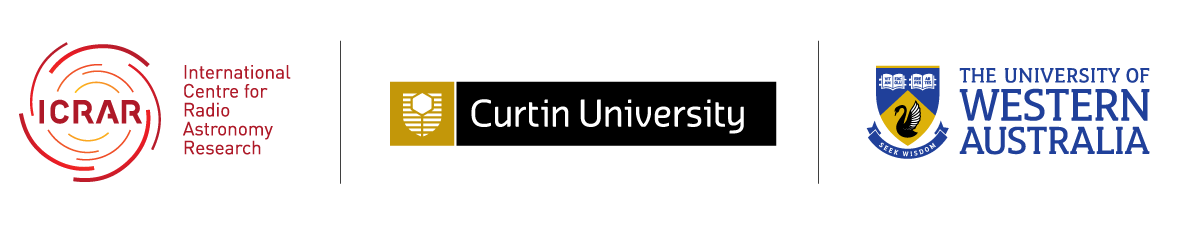 ICRAR
International
Centre for
Radio
Astronomy
Research
Curtin University
THE UNIVERSITY OF
WESTERN
AUSTRALIA
SEEK WISDOM